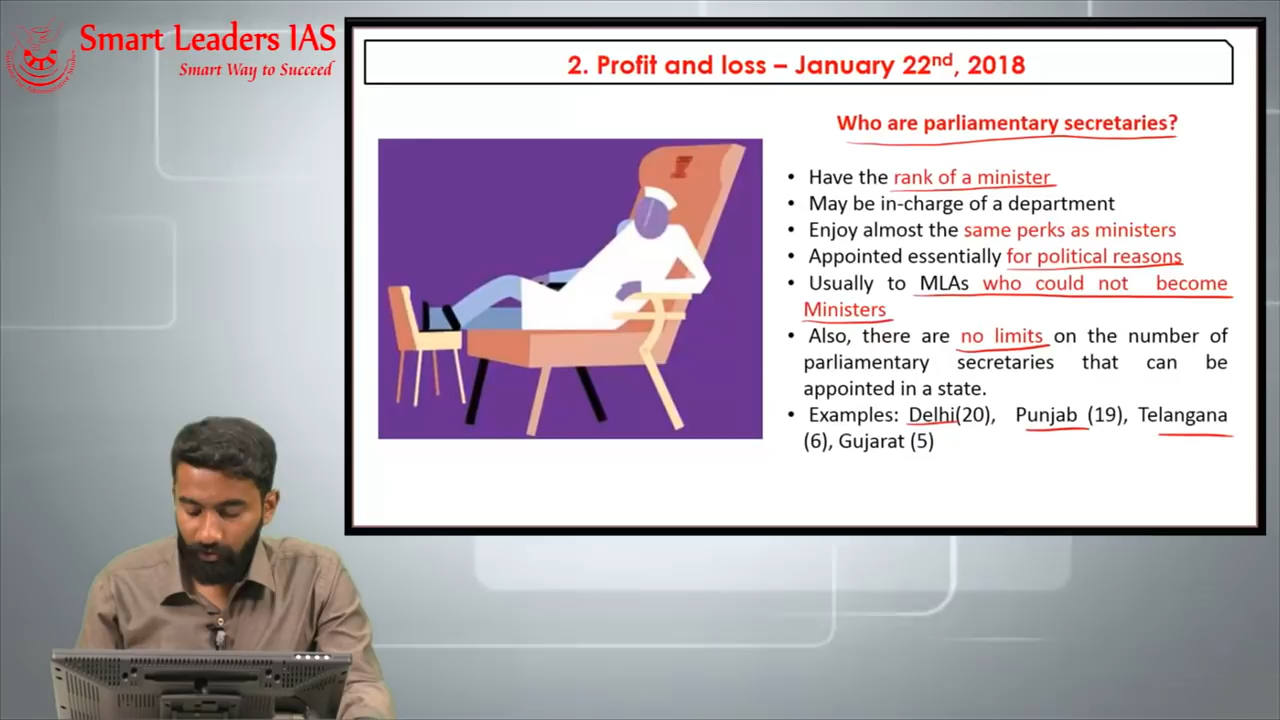 Smart Leaders IAS
Smart Way to Succeed
2. Profit and loss – January 22nd, 2018
Who are parliamentary secretaries?
• Have the rank of a minister
• May be in-charge of a department
• Enjoy almost the same perks as ministers
• Appointed essentially for political reasons
• Usually to MLAs who could not become
Ministers
• Also, there are no limits on the number of
parliamentary secretaries that can be
appointed in a state.
• Examples: Delhi(20), Punjab (19), Telangana
(6), Gujarat (5)